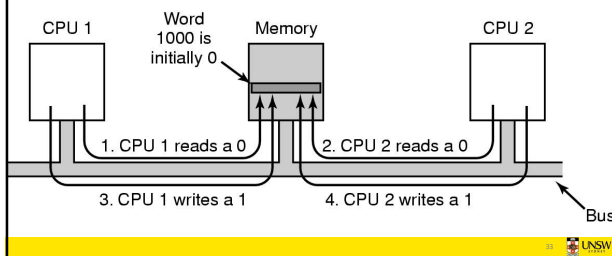 Word
CPU 1
1000 is
Memory
CPU 2
initially 0
1. CPU 1 reads a 0
2. CPU 2 reads a 0
3. CPU 1 writes a 1
4. CPU 2 writes a 1
Bus
33
UNSW
SYDNEY